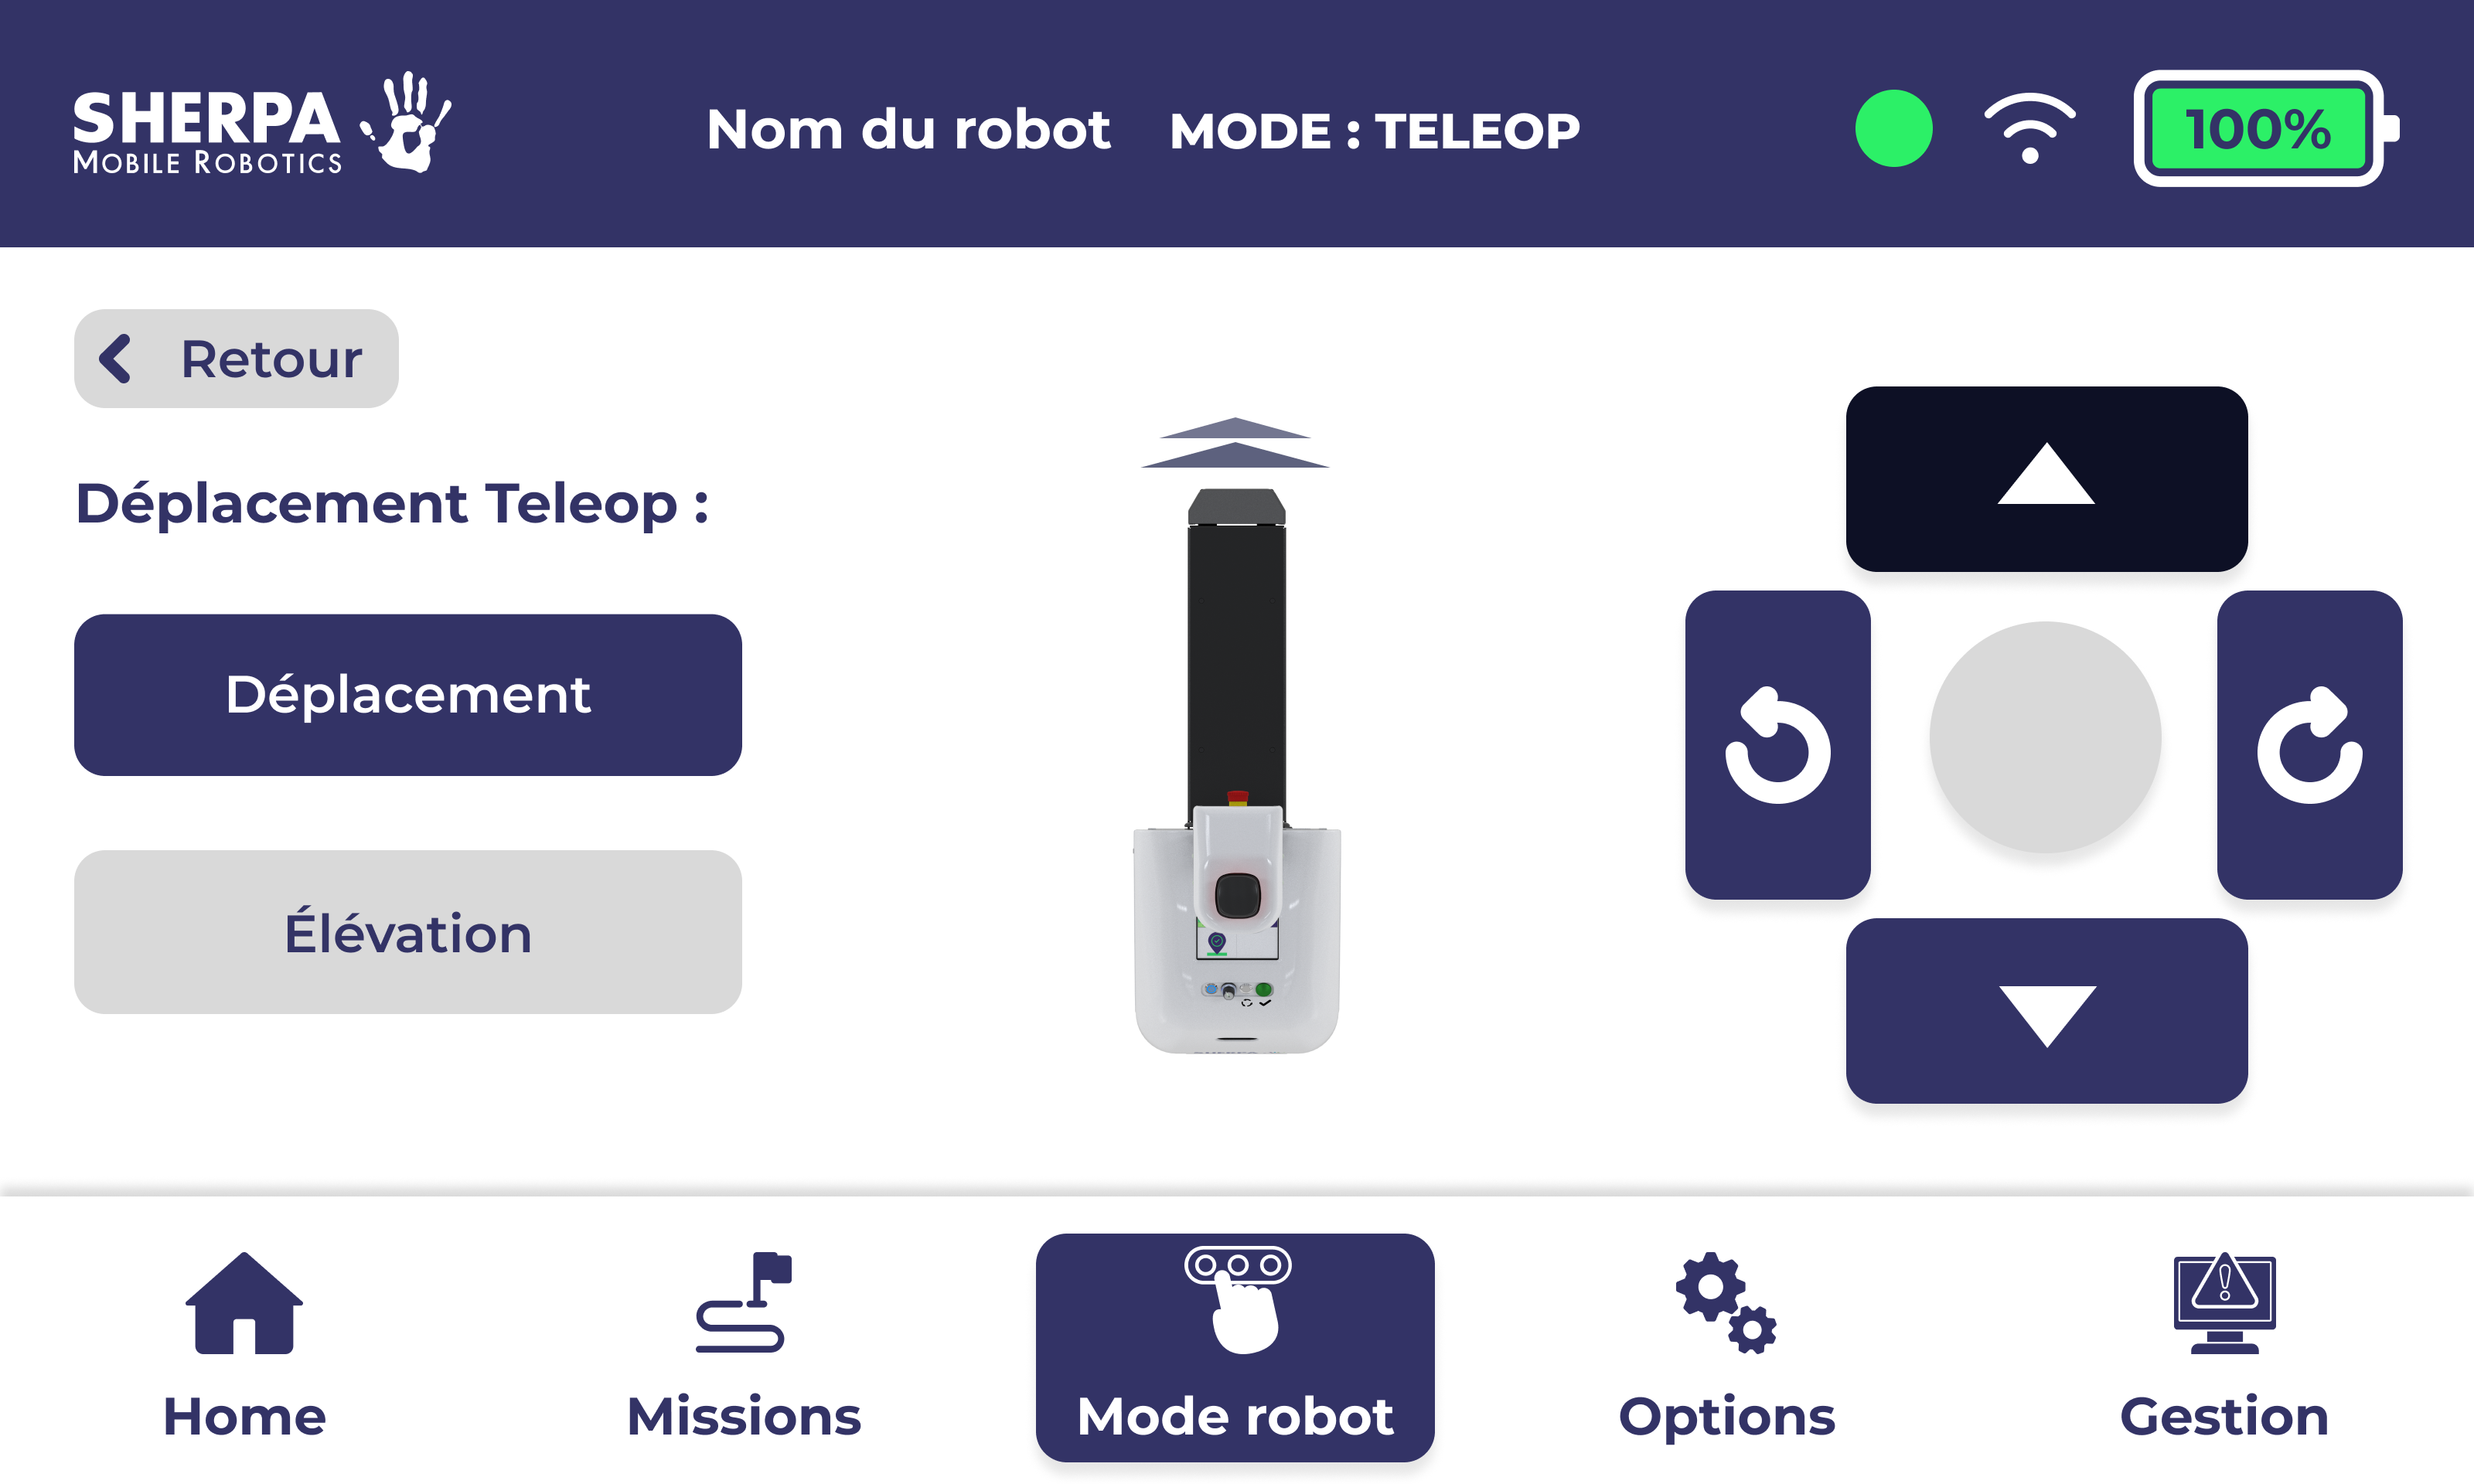 SHERPA
MOBILE ROBOTICS
Nom du robot MODE : TELEOP
100%
Retour
Déplacement Teleop :
Déplacement
Élévation
Home
Missions
Mode robot
Options
Gestion